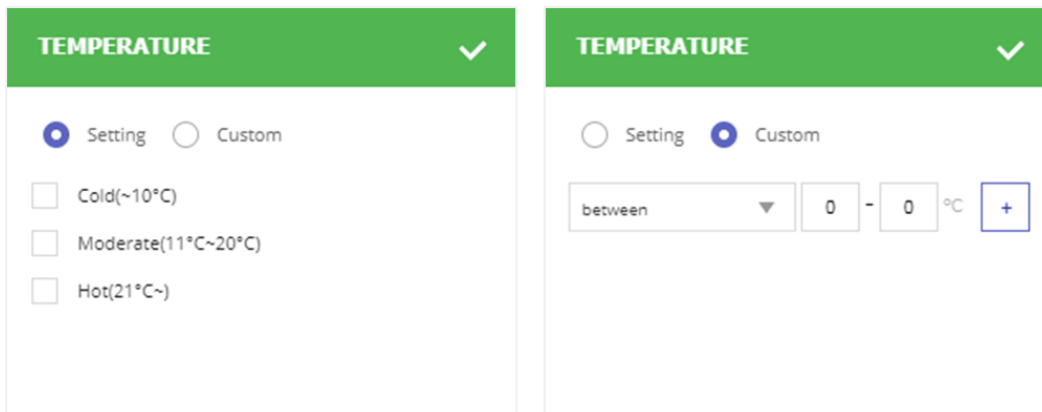 TEMPERATURE
Setting Custom
Cold(~10°C)
Moderate(11°C~20°C)
Hot(21°C~)
TEMPERATURE
Setting Custom
between 0 - 0 °C +